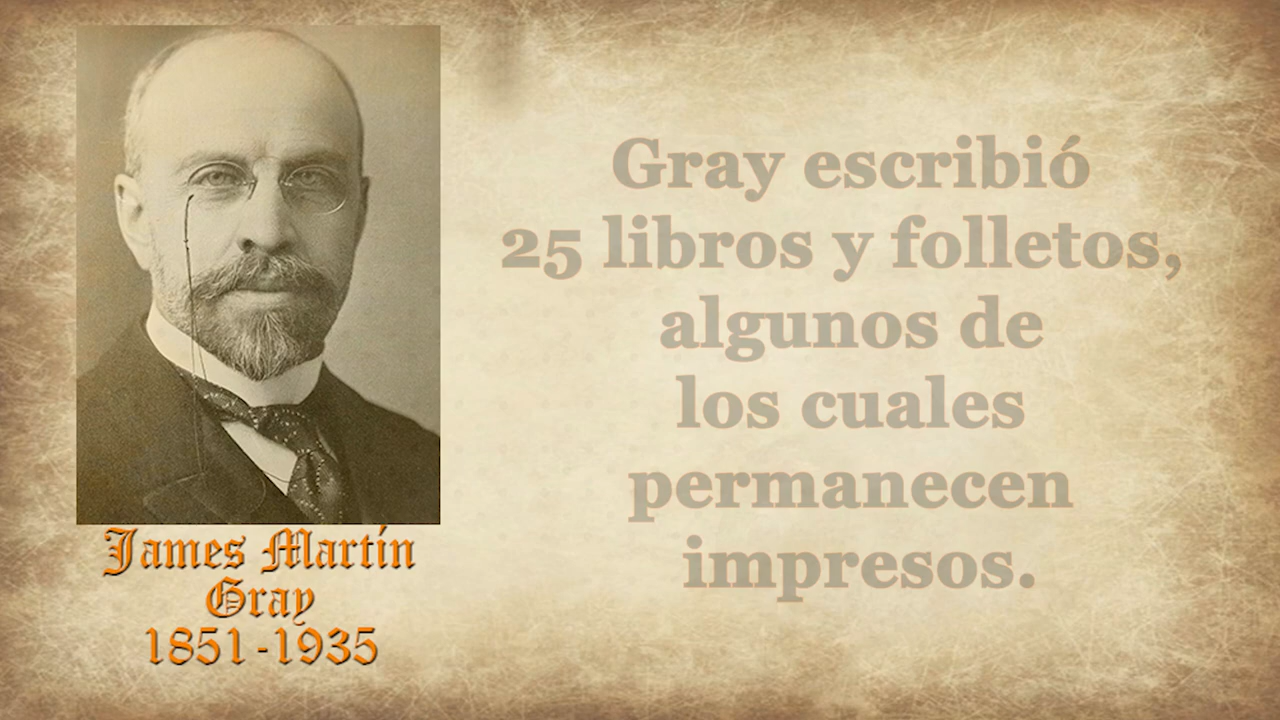 Gray escribió
25 libros y folletos,
algunos de
los cuales
permanecen
impresos.
James Martín
Gray
1851-1935